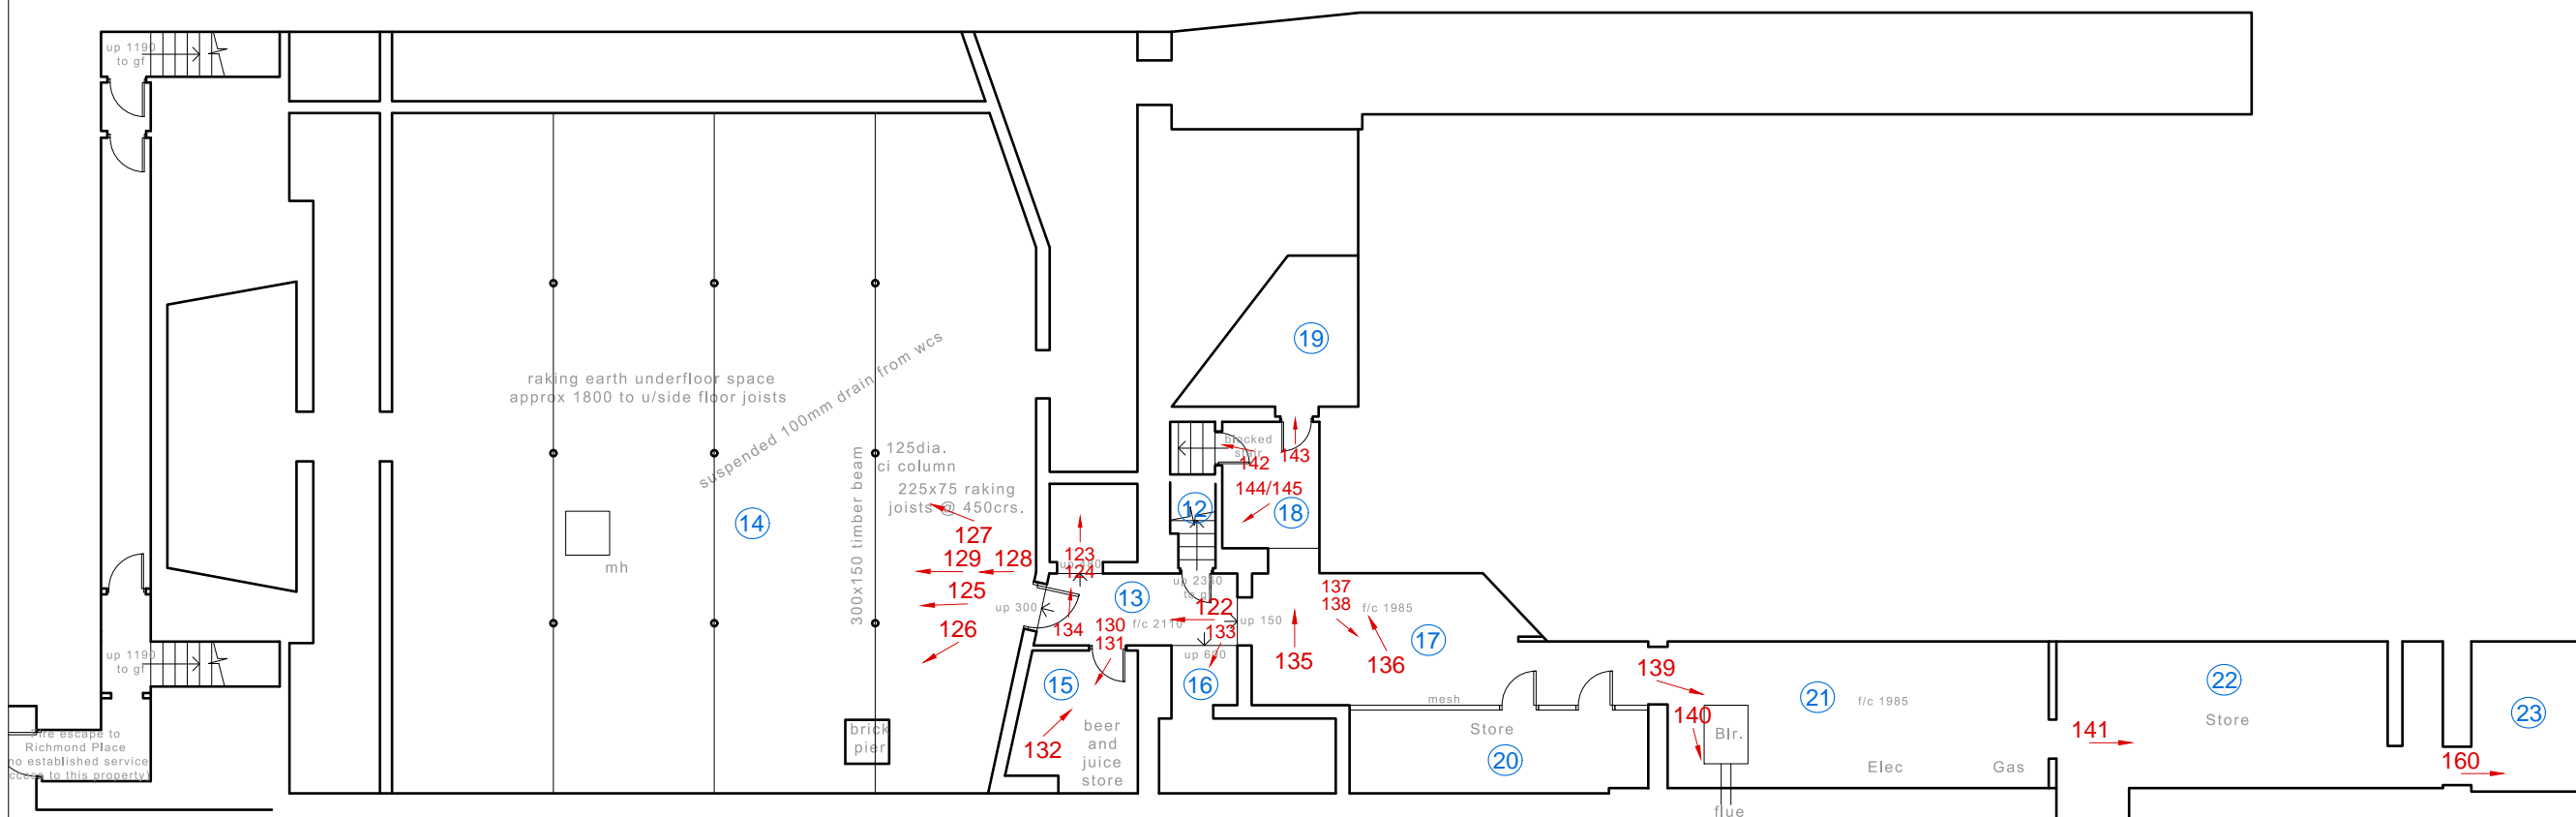 up 1190
to gf
raking earth underfloor space
approx 1800 to u/side floor joists
suspended 100mm drain from wcs
300x150 timber beam
125dia.
ci column
225x75 raking
joists @ 450crs.
14
mh
127
129
128
125
126
brick
pier
up 1190
to gf
Fire escape to
Richmond Place
no established service
access to this property)
19
blocked
stair
142
143
144/145
12
18
123
up 480
124
up 300
134
13
130
131
f/c 2110
up 2350
to gf
122
133
up 600
up 150
15
16
132
beer
and
juice
store
135
137
138
f/c 1985
136
17
mesh
Store
20
139
140
Blr.
flue
21
f/c 1985
Elec
Gas
141
22
Store
160
23